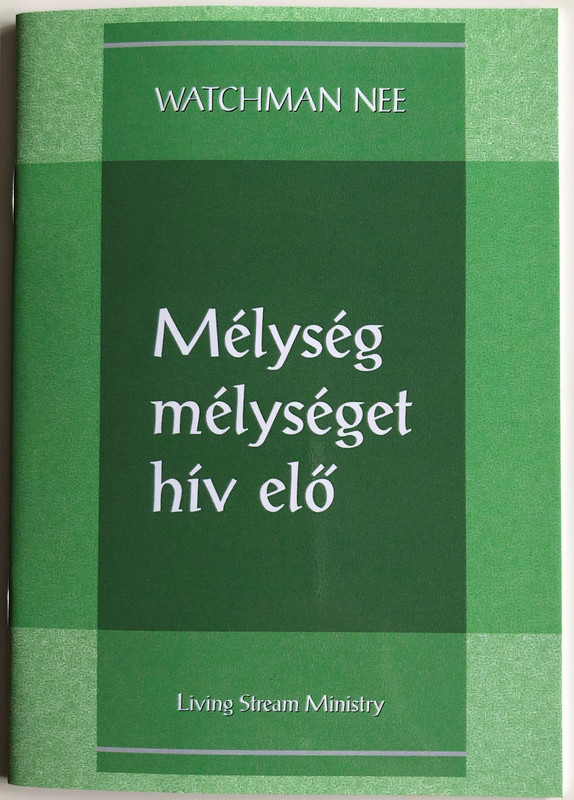 WATCHMAN NEE
Mélység
mélységet
hív elő
Living Stream Ministry